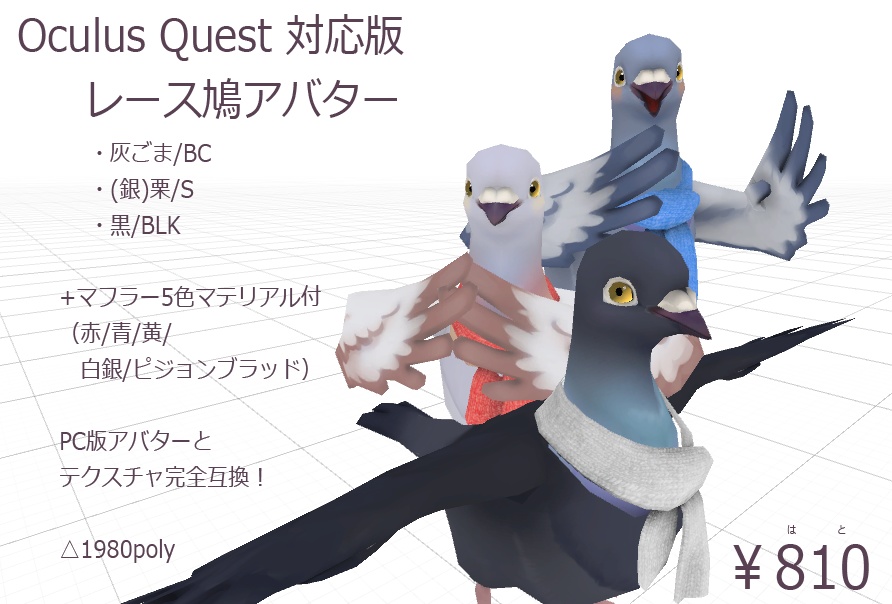 Oculus Quest 対応版
レース鳩アバター
・灰ごま/BC
・(銀)栗/S
・黒/BLK
+マフラー5色マテリアル付
（赤/青/黄/
白銀/ピジョンブラッド）
PC版アバターと
テクスチャ完全互換！
△1980poly
は と
￥810